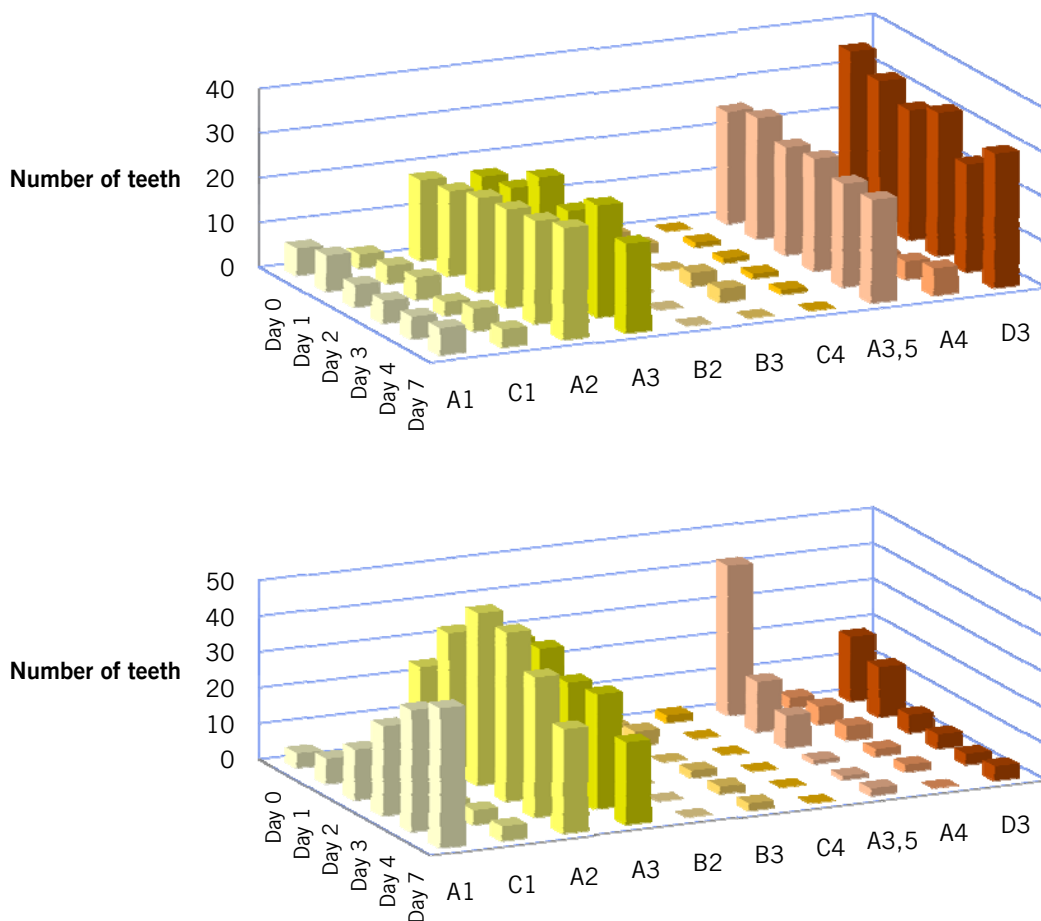 40
30
Number of teeth
20
10
0
Day 0
Day 1
Day 2
Day 3
Day 4
Day 7
A1
C1
A2
A3
B2
B3
C4
A3,5
A4
D3
50
40
30
Number of teeth
20
10
0
Day 0
Day 1
Day 2
Day 3
Day 4
Day 7
A1
C1
A2
A3
B2
B3
C4
A3,5
A4
D3